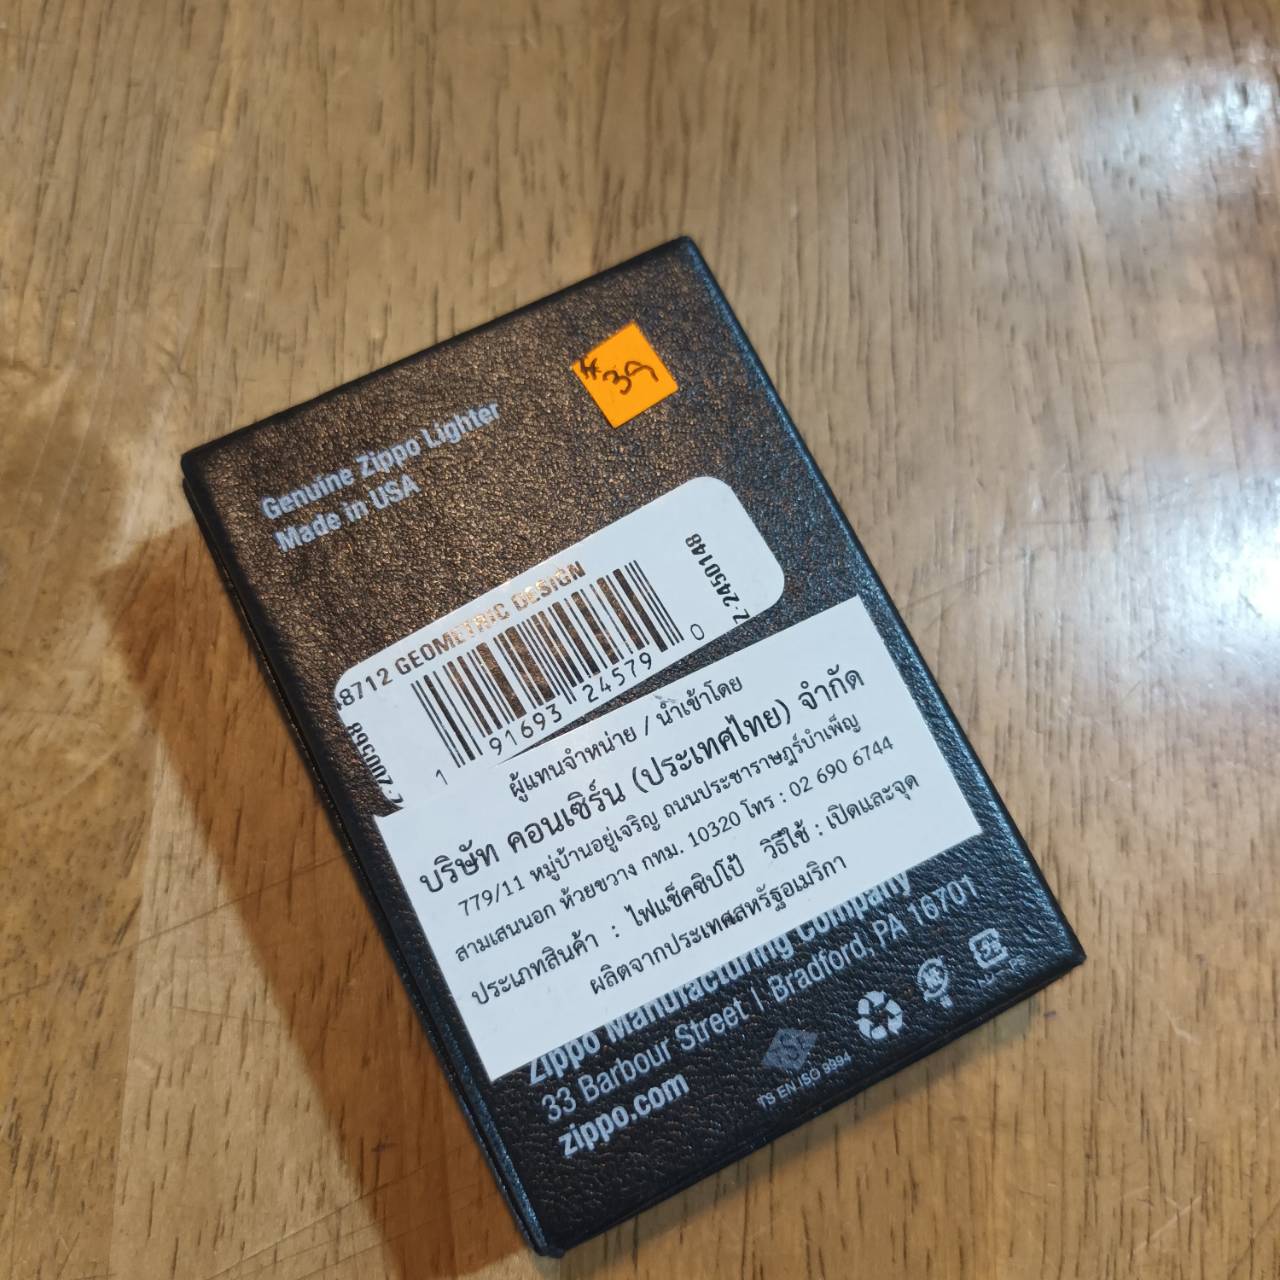 #39
Genuine Zippo Lighter
Made in USA
8712 GEOMETRIC DESIGN
Z-2450148
Z-200568
1 91693 24579 0
ผู้แทนจำหน่าย / นำเข้าโดย
บริษัท คอนเซิร์น (ประเทศไทย) จำกัด
779/11 หมู่บ้านอยู่เจริญ ถนนประชาราษฎร์บำเพ็ญ
สามเสนนอก ห้วยขวาง กทม. 10320 โทร : 02 690 6744
ประเภทสินค้า : ไฟแช็คซิปโป้ วิธีใช้ : เปิดและจุด
ผลิตจากประเทศสหรัฐอเมริกา
Zippo Manufacturing Company
33 Barbour Street | Bradford, PA 16701
zippo.com
TS EN ISO 9994